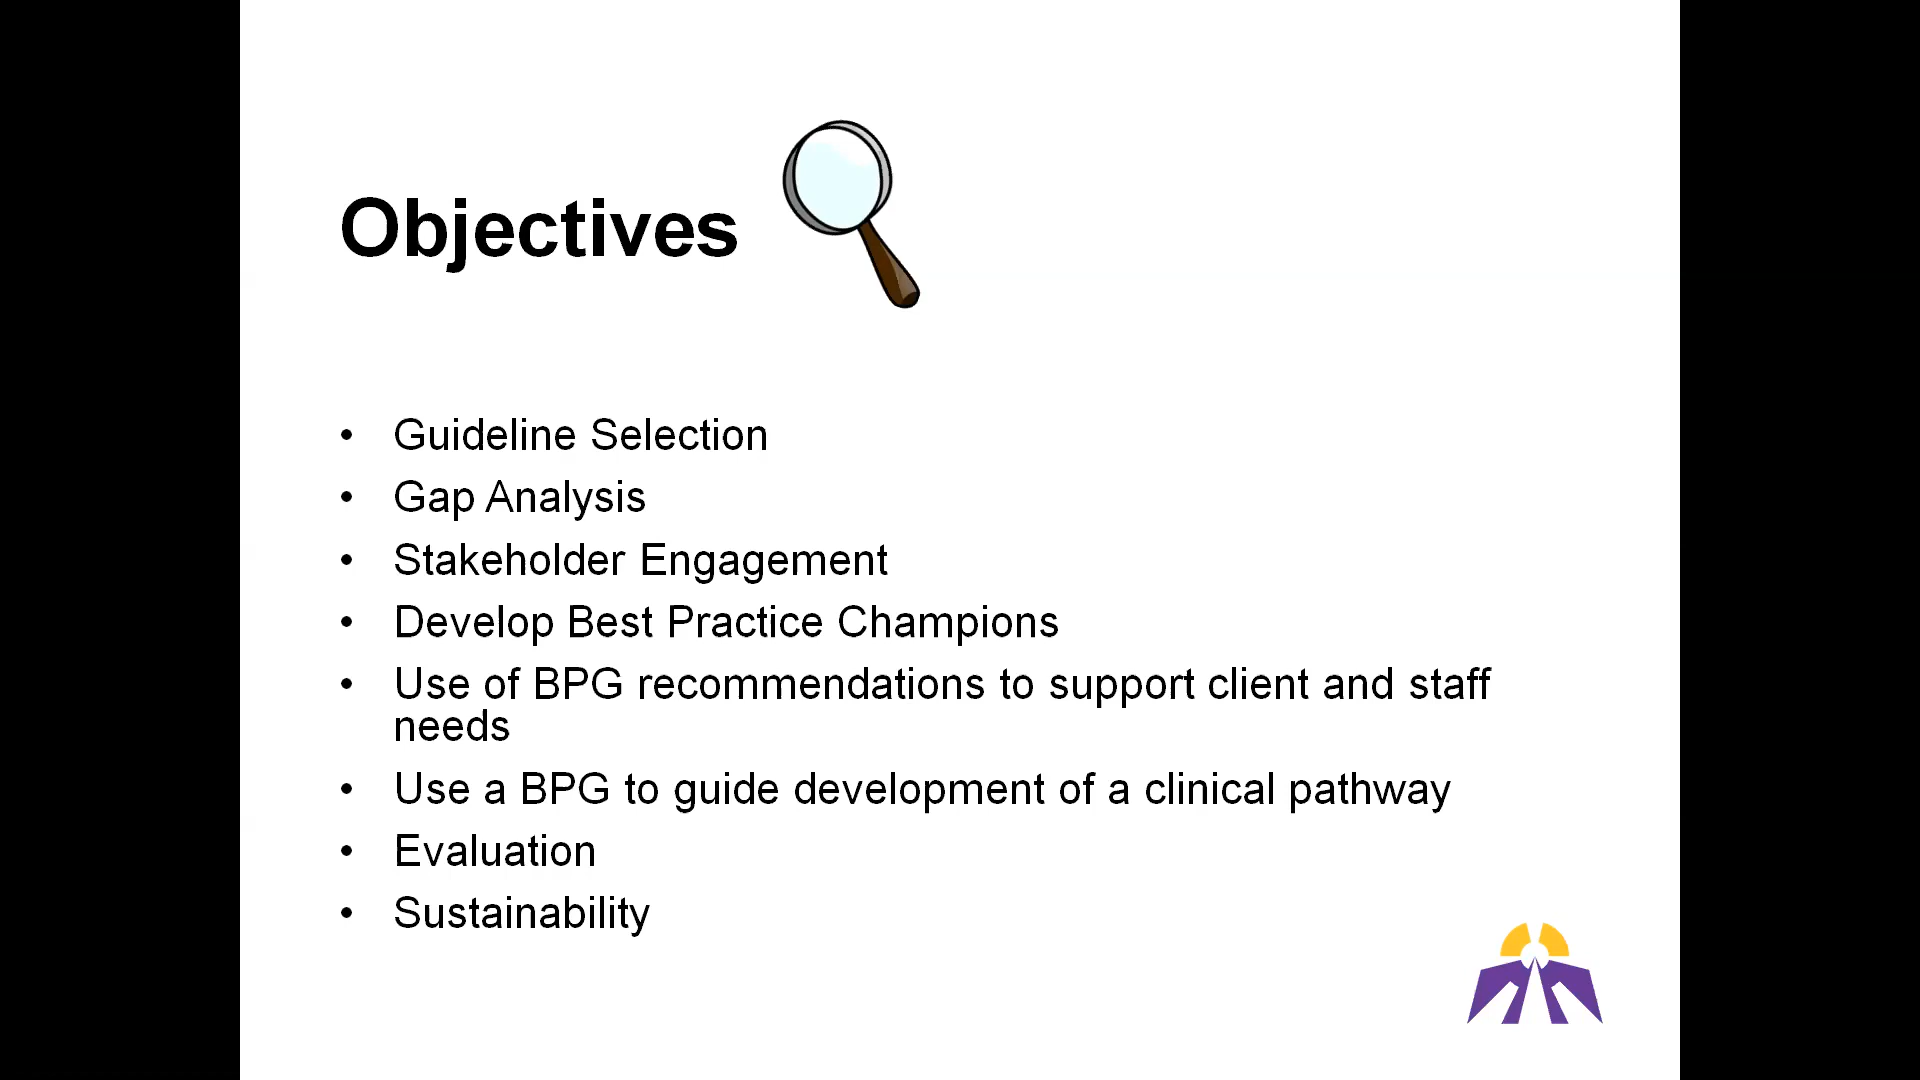 Objectives
• Guideline Selection
• Gap Analysis
• Stakeholder Engagement
• Develop Best Practice Champions
• Use of BPG recommendations to support client and staff
needs
• Use a BPG to guide development of a clinical pathway
• Evaluation
• Sustainability